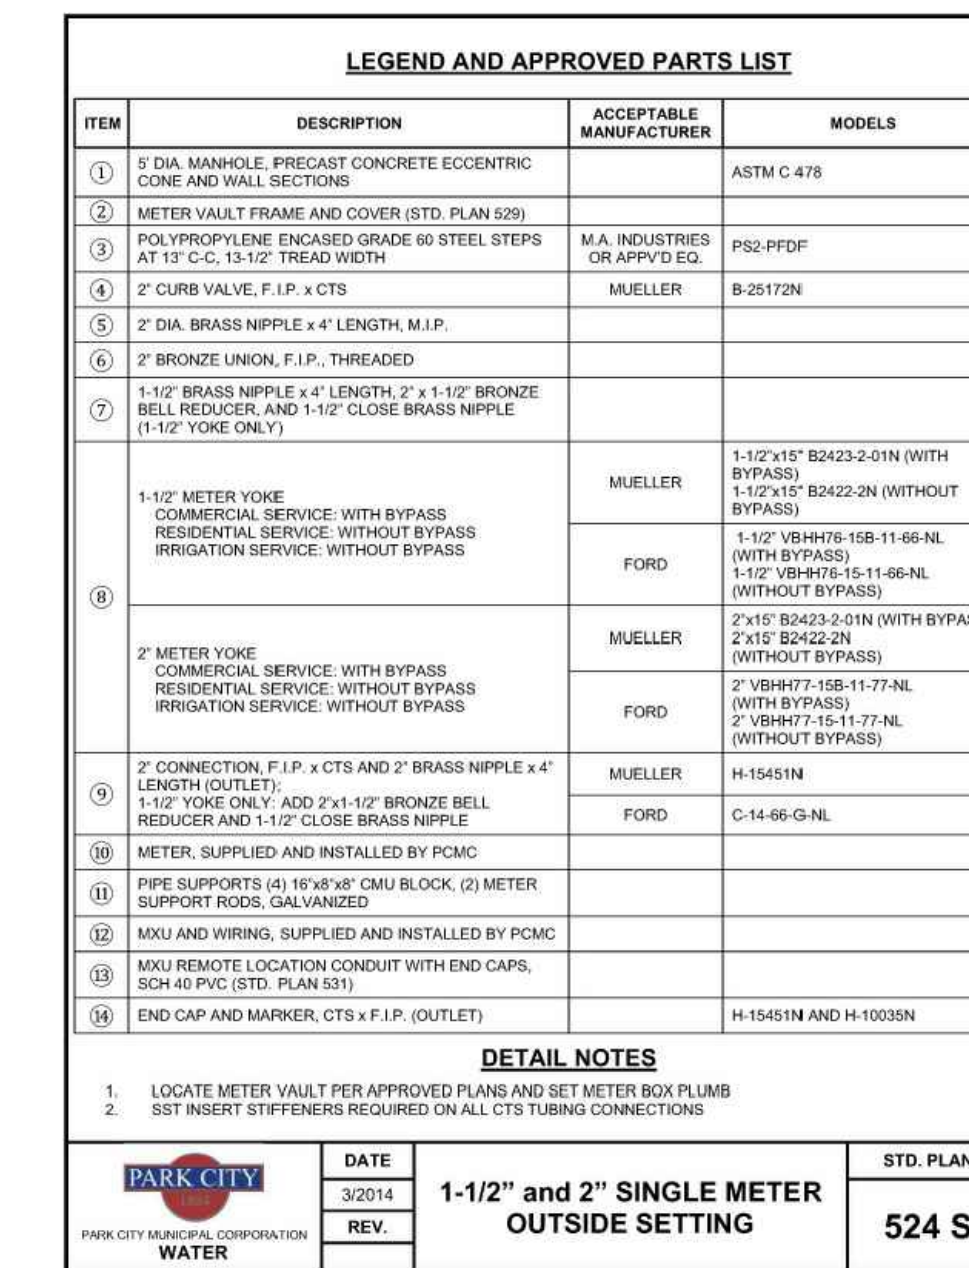 LEGEND AND APPROVED PARTS LIST
ITEM DESCRIPTION ACCEPTABLE MANUFACTURER MODELS
① 5' DIA. MANHOLE, PRECAST CONCRETE ECCENTRIC ASTM C 478
CONE AND WALL SECTIONS
② METER VAULT FRAME AND COVER (STD. PLAN 529)
③ POLYPROPYLENE ENCASED GRADE 60 STEEL STEPS M.A. INDUSTRIES PS2-PFDF
AT 13" C-C, 13-1/2" TREAD WIDTH OR APPV'D EQ.
④ 2" CURB VALVE, F.I.P. x CTS MUELLER B-25172N
⑤ 2" DIA. BRASS NIPPLE x 4" LENGTH, M.I.P.
⑥ 2" BRONZE UNION, F.I.P., THREADED
⑦ 1-1/2" BRASS NIPPLE x 4" LENGTH, 2" x 1-1/2" BRONZE
BELL REDUCER, AND 1-1/2" CLOSE BRASS NIPPLE
(1-1/2" YOKE ONLY)
⑧ 1-1/2" METER YOKE
COMMERCIAL SERVICE: WITH BYPASS
RESIDENTIAL SERVICE: WITHOUT BYPASS
IRRIGATION SERVICE: WITHOUT BYPASS
MUELLER
1-1/2"x15" B2423-2-01N (WITH
BYPASS)
1-1/2"x15" B2422-2N (WITHOUT
BYPASS)
FORD
1-1/2" VBHH76-15B-11-66-NL
(WITH BYPASS)
1-1/2" VBHH76-15-11-66-NL
(WITHOUT BYPASS)
2" METER YOKE
COMMERCIAL SERVICE: WITH BYPASS
RESIDENTIAL SERVICE: WITHOUT BYPASS
IRRIGATION SERVICE: WITHOUT BYPASS
MUELLER
2"x15" B2423-2-01N (WITH BYPAS
2"x15" B2422-2N
(WITHOUT BYPASS)
FORD
2" VBHH77-15B-11-77-NL
(WITH BYPASS)
2" VBHH77-15-11-77-NL
(WITHOUT BYPASS)
⑨ 2" CONNECTION, F.I.P. x CTS AND 2" BRASS NIPPLE x 4"
LENGTH (OUTLET);
1-1/2" YOKE ONLY: ADD 2"x1-1/2" BRONZE BELL
REDUCER AND 1-1/2" CLOSE BRASS NIPPLE
MUELLER H-15451N
FORD C-14-66-G-NL
⑩ METER, SUPPLIED AND INSTALLED BY PCMC
⑪ PIPE SUPPORTS (4) 16"x8"x8" CMU BLOCK, (2) METER
SUPPORT RODS, GALVANIZED
⑫ MXU AND WIRING, SUPPLIED AND INSTALLED BY PCMC
⑬ MXU REMOTE LOCATION CONDUIT WITH END CAPS,
SCH 40 PVC (STD. PLAN 531)
⑭ END CAP AND MARKER, CTS x F.I.P. (OUTLET) H-15451N AND H-10035N
DETAIL NOTES
1. LOCATE METER VAULT PER APPROVED PLANS AND SET METER BOX PLUMB
2. SST INSERT STIFFENERS REQUIRED ON ALL CTS TUBING CONNECTIONS
PARK CITY
1884
PARK CITY MUNICIPAL CORPORATION
WATER
DATE
3/2014
REV.
1-1/2” and 2” SINGLE METER
OUTSIDE SETTING
STD. PLAN
524 S